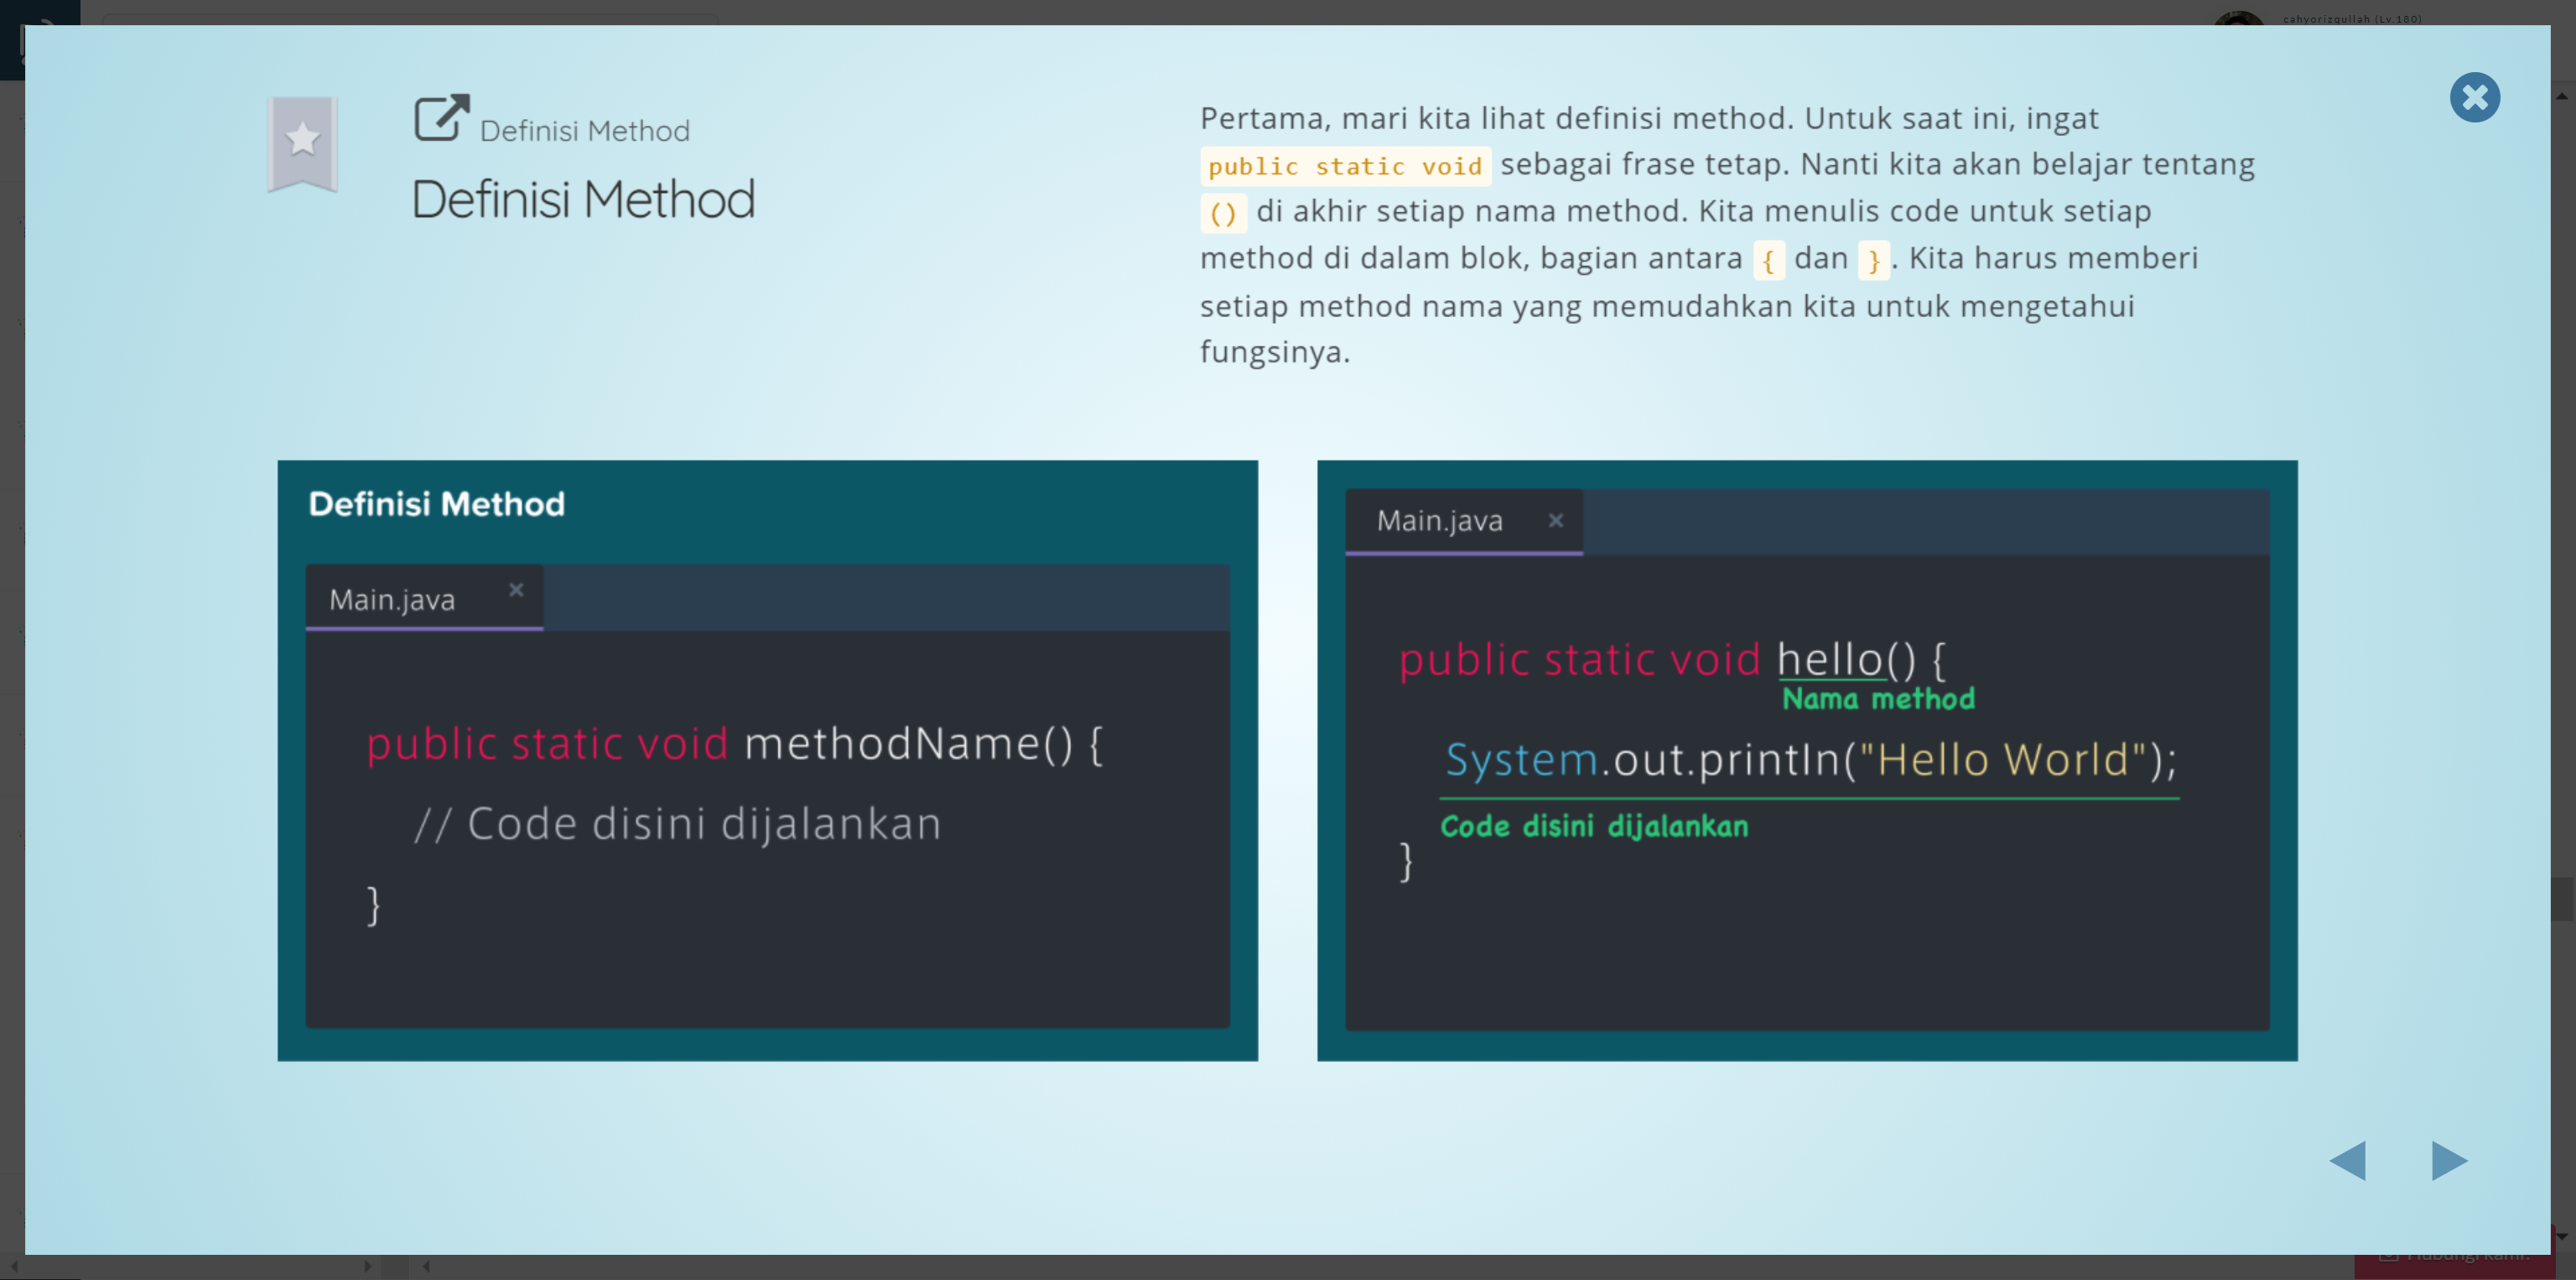 cahyorizqullah (Lv.180)
Definisi Method
Definisi Method
Pertama, mari kita lihat definisi method. Untuk saat ini, ingat
public static void sebagai frase tetap. Nanti kita akan belajar tentang
() di akhir setiap nama method. Kita menulis code untuk setiap
method di dalam blok, bagian antara { dan }. Kita harus memberi
setiap method nama yang memudahkan kita untuk mengetahui
fungsinya.
Definisi Method
Main.java
public static void methodName() {
// Code disini dijalankan
}
Main.java
public static void hello() {
Nama method
System.out.println("Hello World");
Code disini dijalankan
}